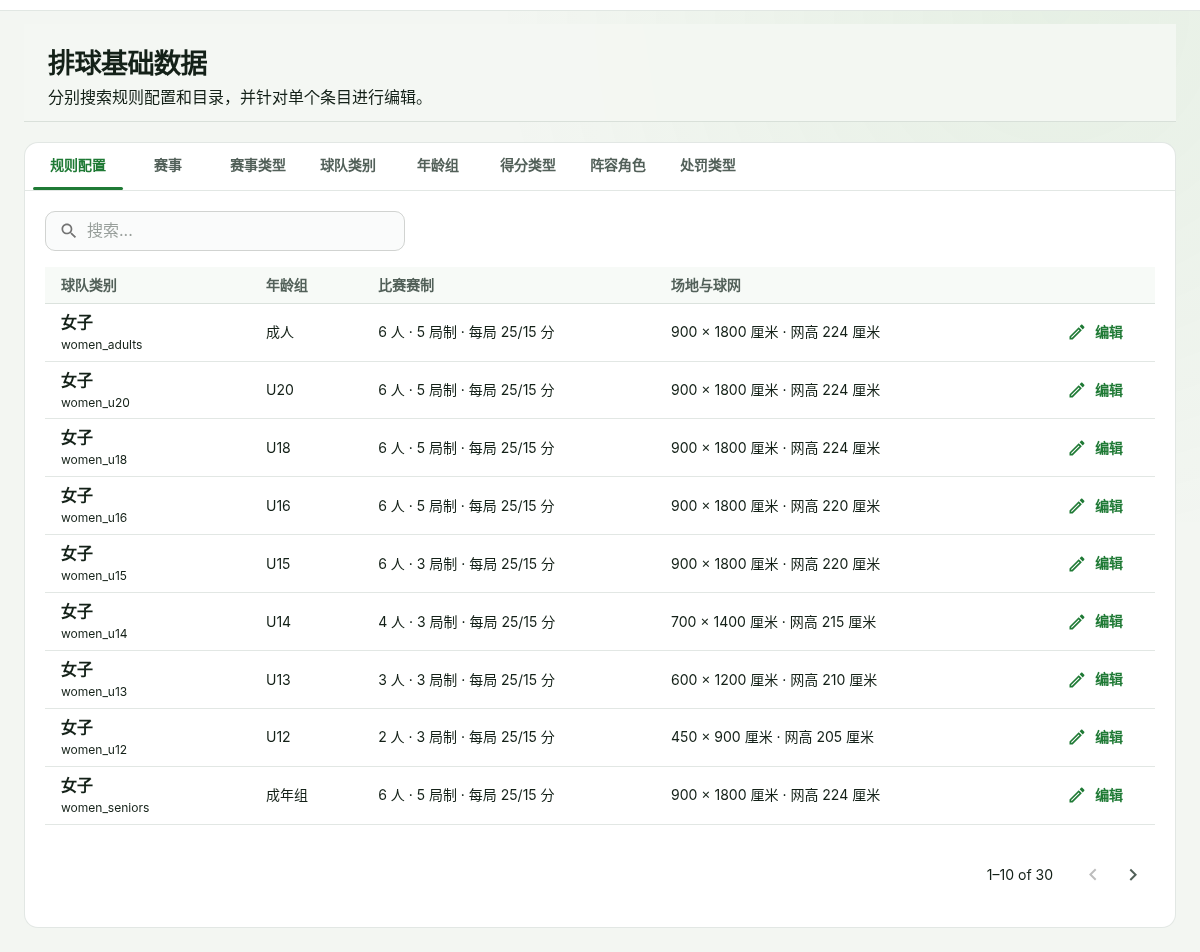 排球基础数据
分别搜索规则配置和目录，并针对单个条目进行编辑。
规则配置 赛事 赛事类型 球队类别 年龄组 得分类型 阵容角色 处罚类型
搜索...
球队类别 年龄组 比赛赛制 场地与球网
女子
women_adults
成人 6 人 · 5 局制 · 每局 25/15 分 900 × 1800 厘米 · 网高 224 厘米 编辑
女子
women_u20
U20 6 人 · 5 局制 · 每局 25/15 分 900 × 1800 厘米 · 网高 224 厘米 编辑
女子
women_u18
U18 6 人 · 5 局制 · 每局 25/15 分 900 × 1800 厘米 · 网高 224 厘米 编辑
女子
women_u16
U16 6 人 · 5 局制 · 每局 25/15 分 900 × 1800 厘米 · 网高 220 厘米 编辑
女子
women_u15
U15 6 人 · 3 局制 · 每局 25/15 分 900 × 1800 厘米 · 网高 220 厘米 编辑
女子
women_u14
U14 4 人 · 3 局制 · 每局 25/15 分 700 × 1400 厘米 · 网高 215 厘米 编辑
女子
women_u13
U13 3 人 · 3 局制 · 每局 25/15 分 600 × 1200 厘米 · 网高 210 厘米 编辑
女子
women_u12
U12 2 人 · 3 局制 · 每局 25/15 分 450 × 900 厘米 · 网高 205 厘米 编辑
女子
women_seniors
成年组 6 人 · 5 局制 · 每局 25/15 分 900 × 1800 厘米 · 网高 224 厘米 编辑
1–10 of 30